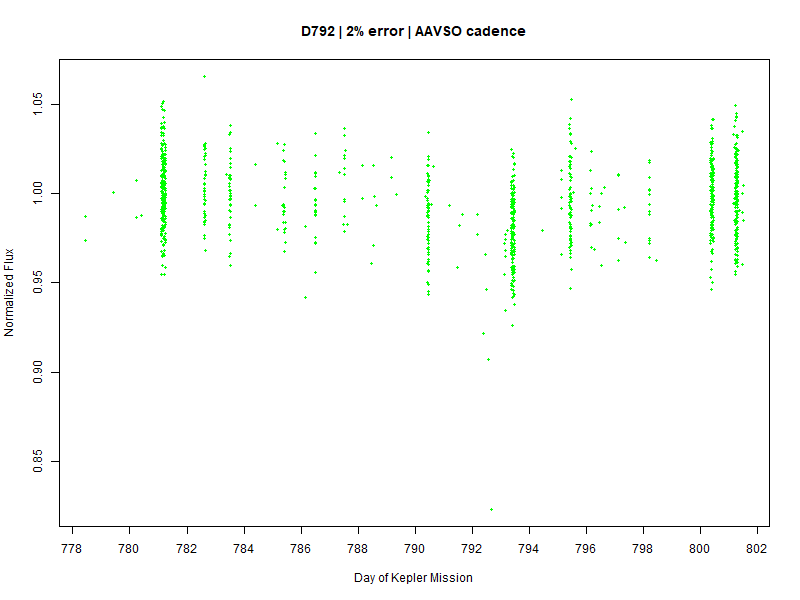 D792 | 2% error | AAVSO cadence
Normalized Flux
1.05
1.00
0.95
0.90
0.85
778 780 782 784 786 788 790 792 794 796 798 800 802
Day of Kepler Mission